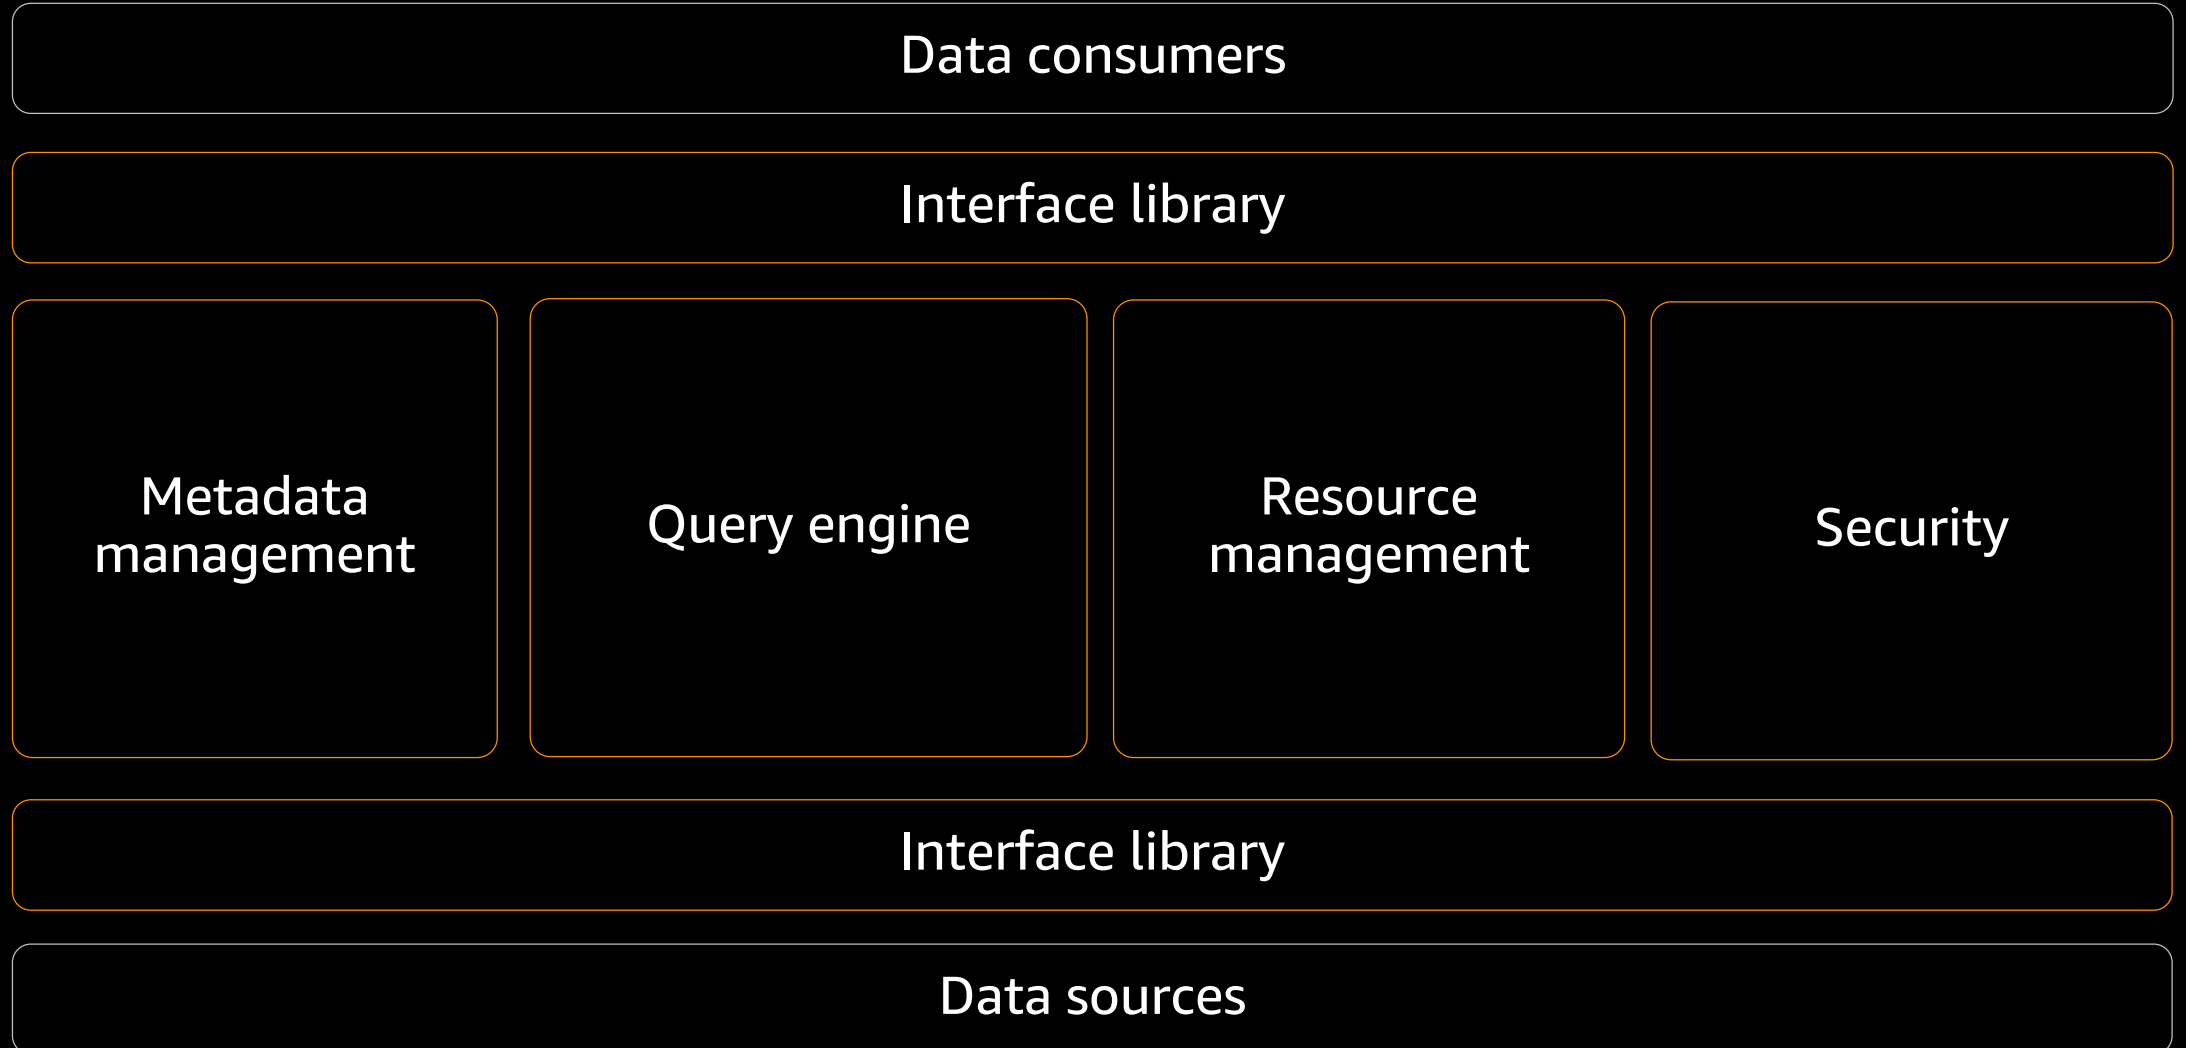 Data consumers
Interface library
Metadata
management
Query engine
Resource
management
Security
Interface library
Data sources